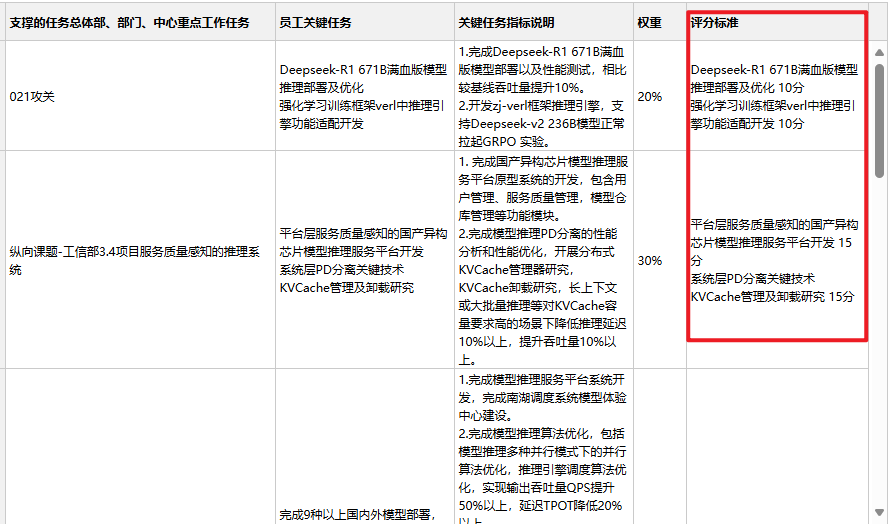 支撑的任务总体部、部门、中心重点工作任务
员工关键任务
关键任务指标说明
权重
评分标准
021攻关
Deepseek-R1 671B满血版模型
推理部署及优化
强化学习训练框架verl中推理引
擎功能适配开发
1.完成Deepseek-R1 671B满血
版模型部署以及性能测试，相比
较基线吞吐量提升10%。
2.开发zj-verl框架推理引擎，支
持Deepseek-v2 236B模型正常
拉起GRPO 实验。
20%
Deepseek-R1 671B满血版模型
推理部署及优化 10分
强化学习训练框架verl中推理引
擎功能适配开发 10分
纵向课题-工信部3.4项目服务质量感知的推理系
统
平台层服务质量感知的国产异构
芯片模型推理服务平台开发
系统层PD分离关键技术
KVCache管理及卸载研究
1. 完成国产异构芯片模型推理服
务平台原型系统的开发，包含用
户管理、服务质量管理，模型仓
库管理等功能模块。
2.完成模型推理PD分离的性能
分析和性能优化，开展分布式
KVCache管理器研究，
KVCache卸载研究，长上下文
或大批量推理等对KVCache容
量要求高的场景下降低推理延迟
10%以上，提升吞吐量10%以
上。
30%
平台层服务质量感知的国产异构
芯片模型推理服务平台开发 15
分
系统层PD分离关键技术
KVCache管理及卸载研究 15分
完成9种以上国内外模型部署，
1.完成模型推理服务平台系统开
发，完成南湖调度系统模型体验
中心建设。
2.完成模型推理算法优化，包括
模型推理多种并行模式下的并行
算法优化，推理引擎调度算法优
化，实现输出吞吐量QPS提升
50%以上，延迟TPOT降低20%
以上